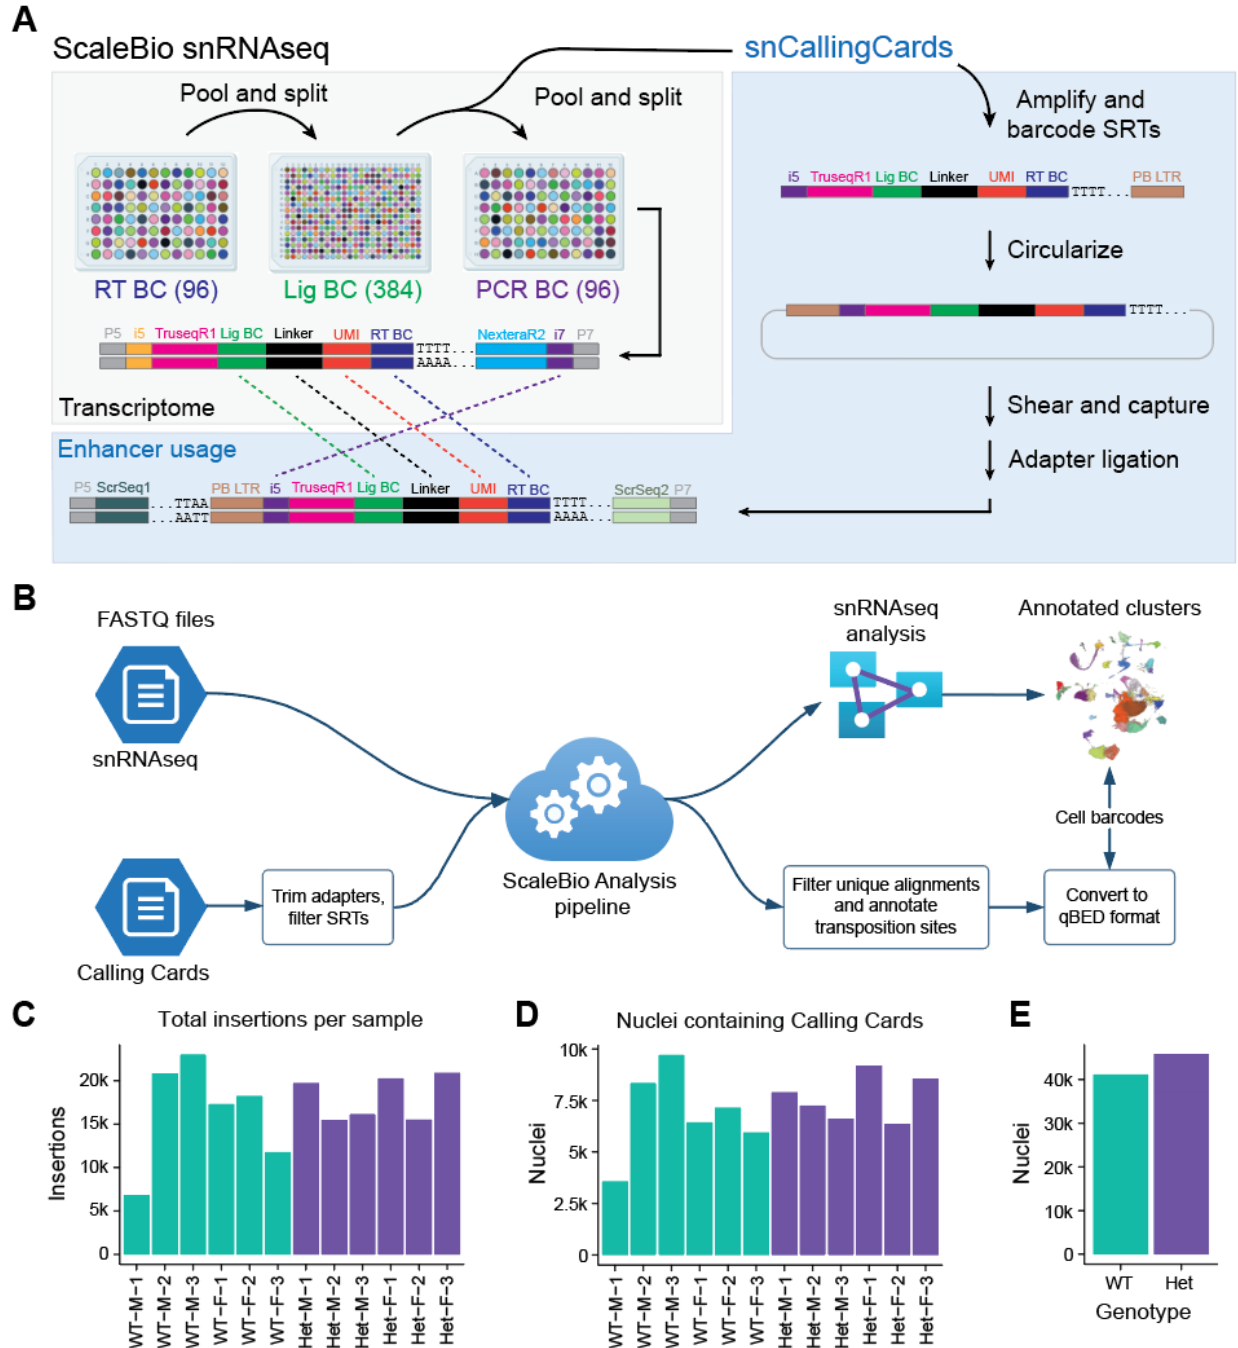 A
ScaleBio snRNAseq
snCallingCards
Pool and split
Pool and split
RT BC (96)
Lig BC (384)
PCR BC (96)
P5 i5 TruseqR1 Lig BC Linker UMI RT BC NexteraR2 i7 P7
TTTT...
AAAA...
Transcriptome
Amplify and
barcode SRTs
i5 TruseqR1 Lig BC Linker UMI RT BC TTTT... PB LTR
Circularize
TTTT...
Shear and capture
Adapter ligation
Enhancer usage
P5 ScrSeq1 PB LTR i5 TruseqR1 Lig BC Linker UMI RT BC ScrSeq2 P7
...TTAA TTTT...
...AATT AAAA...
B
FASTQ files
snRNAseq
Calling Cards
Trim adapters,
filter SRTs
ScaleBio Analysis
pipeline
snRNAseq
analysis
Annotated clusters
Cell barcodes
Filter unique alignments
and annotate
transposition sites
Convert to
qBED format
C
Total insertions per sample
Insertions
20k
15k
10k
5k
0
WT-M-1
WT-M-2
WT-M-3
WT-F-1
WT-F-2
WT-F-3
Het-M-1
Het-M-2
Het-M-3
Het-F-1
Het-F-2
Het-F-3
D
Nuclei containing Calling Cards
Nuclei
10k
7.5k
5k
2.5k
0
WT-M-1
WT-M-2
WT-M-3
WT-F-1
WT-F-2
WT-F-3
Het-M-1
Het-M-2
Het-M-3
Het-F-1
Het-F-2
Het-F-3
E
Nuclei
40k
30k
20k
10k
0
WT
Het
Genotype